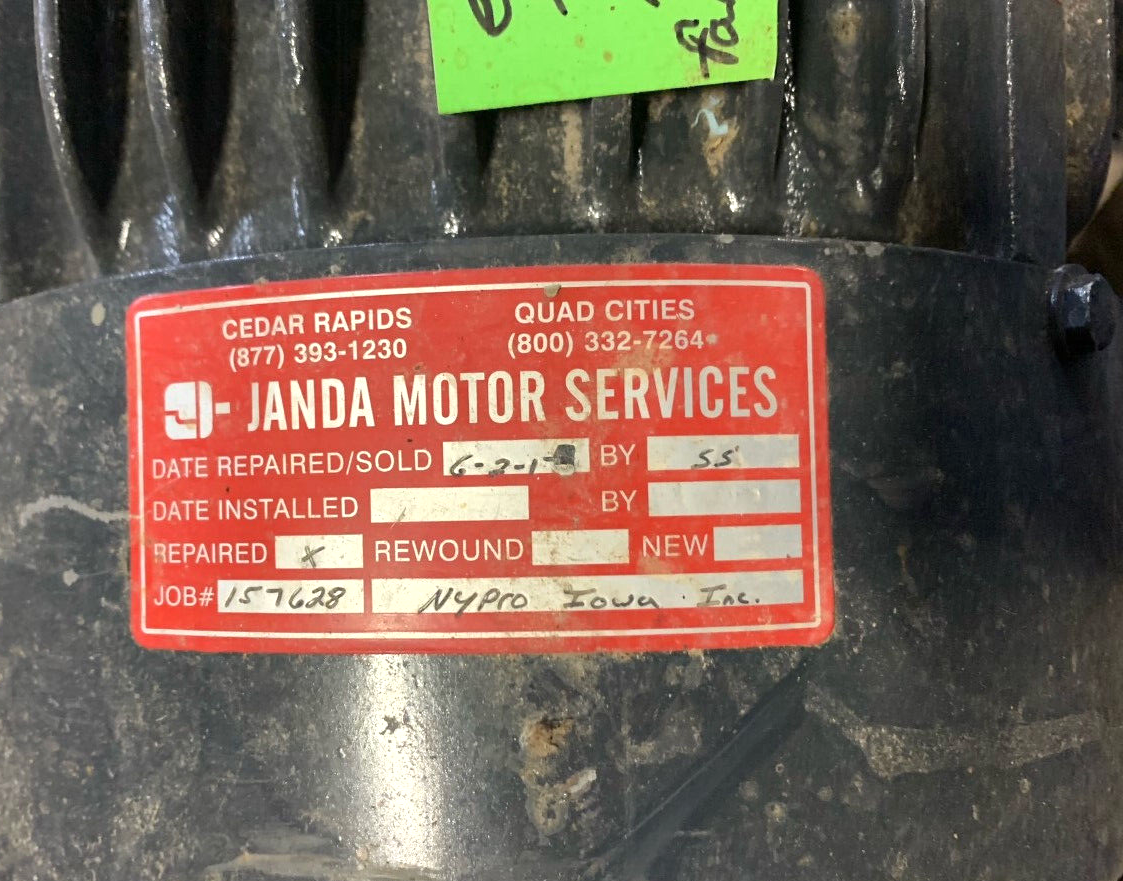 CEDAR RAPIDS
(877) 393-1230
QUAD CITIES
(800) 332-7264
JANDA MOTOR SERVICES
DATE REPAIRED/SOLD BY SS
DATE INSTALLED BY
REPAIRED X REWOUND NEW
JOB# 157628 NyPro Iowa Inc.